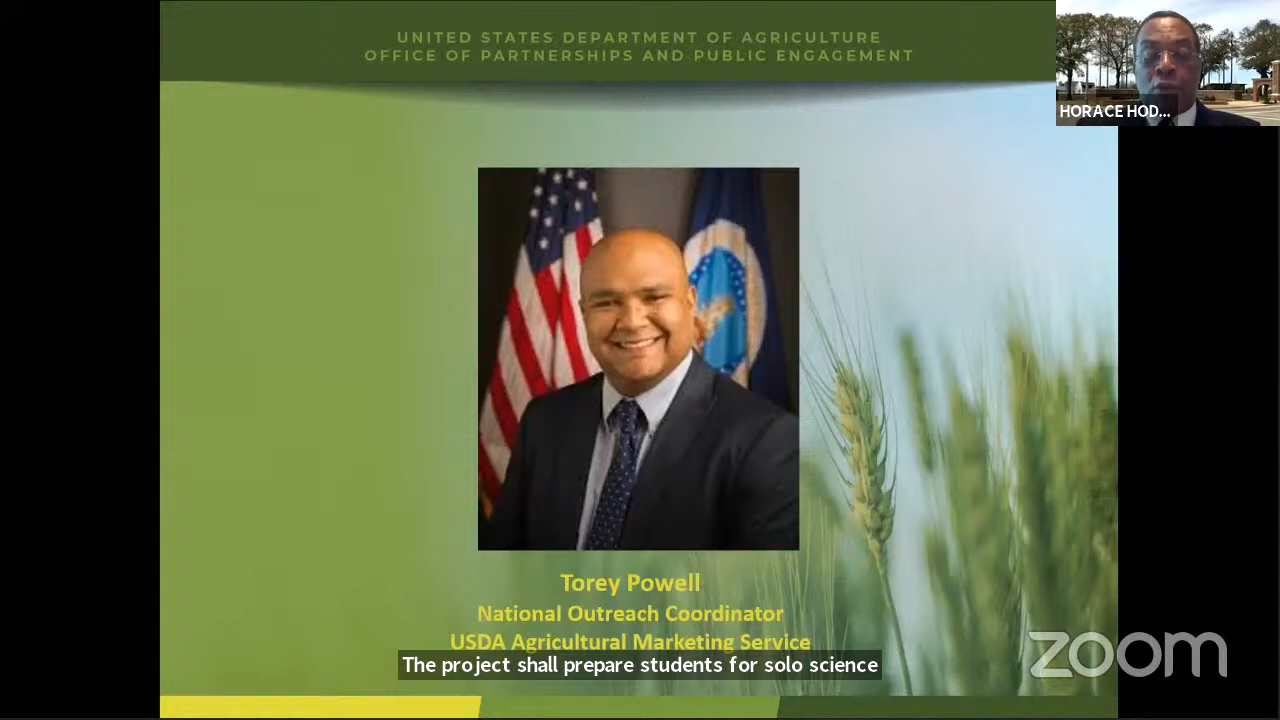 UNITED STATES DEPARTMENT OF AGRICULTURE
OFFICE OF PARTNERSHIPS AND PUBLIC ENGAGEMENT
HORACE HOD...
Torey Powell
National Outreach Coordinator
USDA Agricultural Marketing Service
The project shall prepare students for solo science
zoom